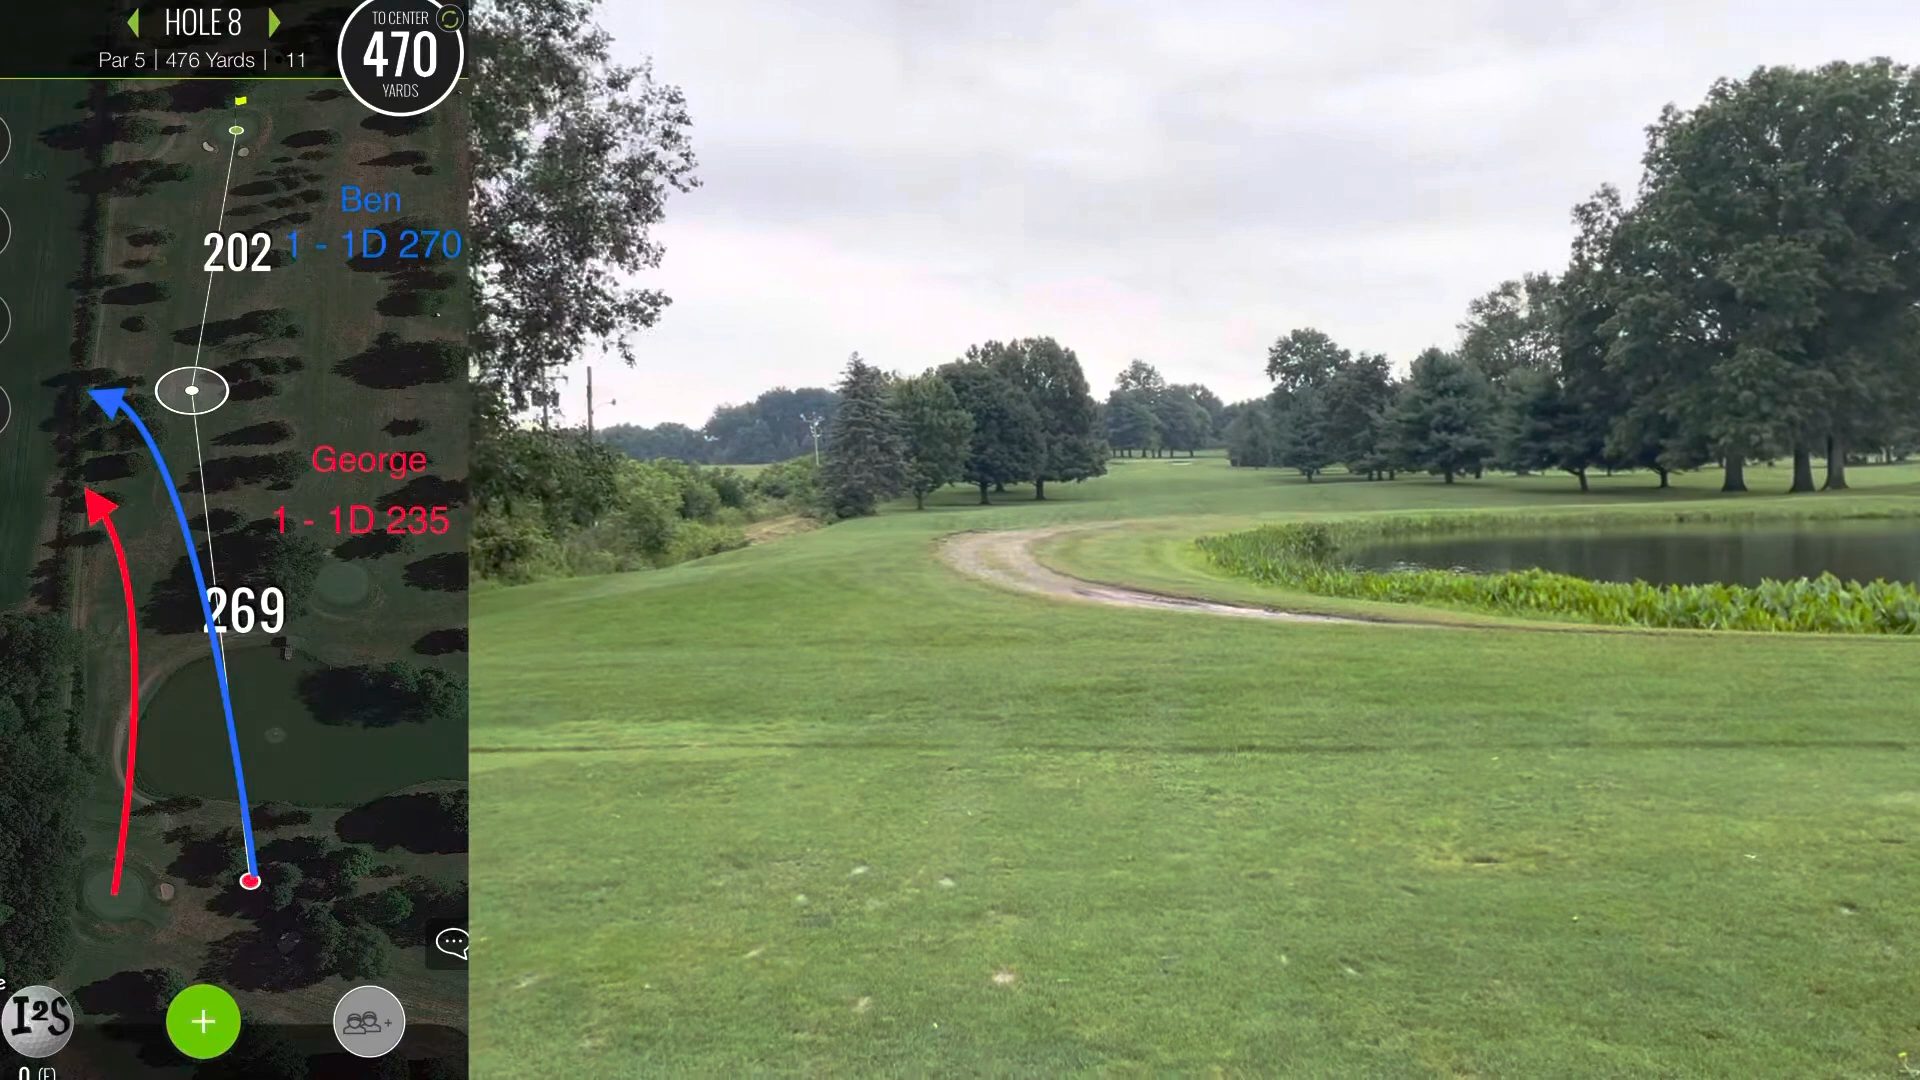 HOLE 8
Par 5 | 476 Yards | 11
TO CENTER
470
YARDS
Ben
202
1 - 1D 270
George
1 - 1D 235
269
I²S
+
0 (E)